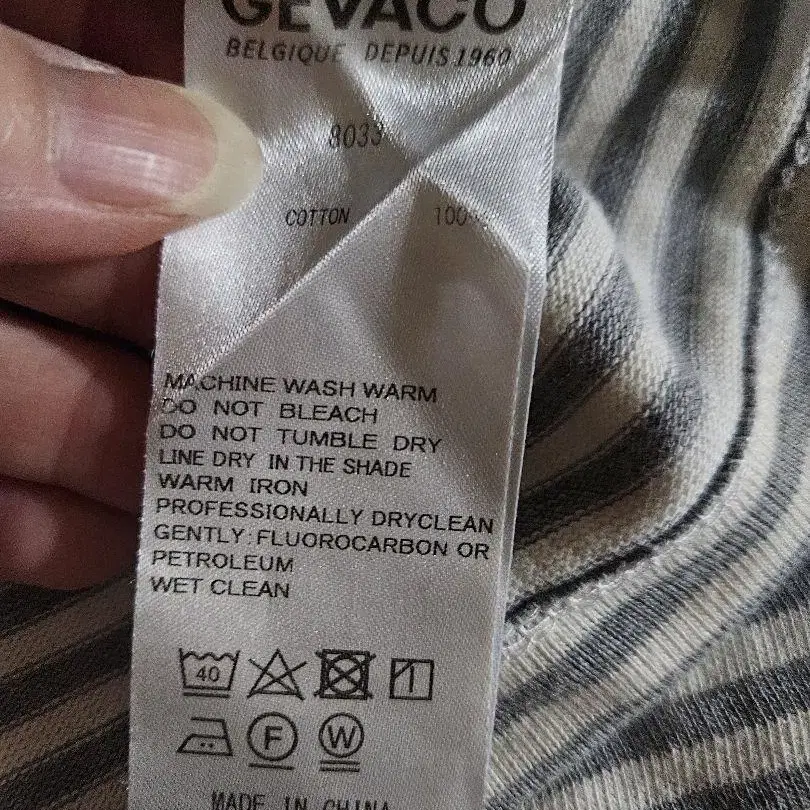 GEVACO
BELGIQUE DEPUIS 1960
8033
COTTON 100%
MACHINE WASH WARM
DO NOT BLEACH
DO NOT TUMBLE DRY
LINE DRY IN THE SHADE
WARM IRON
PROFESSIONALLY DRYCLEAN
GENTLY:FLUOROCARBON OR
PETROLEUM
WET CLEAN
40
F W
MADE IN CHINA